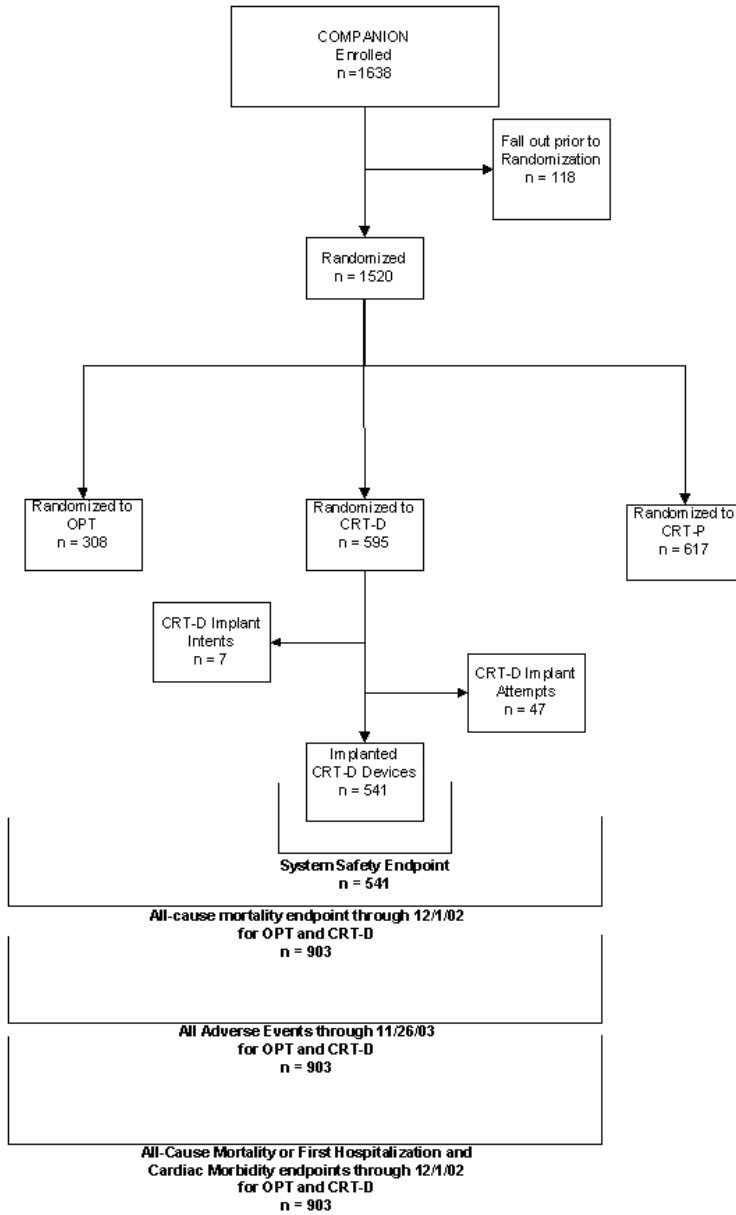 COMPANION
Enrolled
n=1638
Fall out prior to
Randomization
n = 118
Randomized
n = 1520
Randomized to
OPT
n = 308
Randomized to
CRT-D
n = 595
Randomized to
CRT-P
n = 617
CRT-D Implant
Intents
n = 7
CRT-D Implant
Attempts
n = 47
Implanted
CRT-D Devices
n = 541
System Safety Endpoint
n = 541
All-cause mortality endpoint through 12/1/02
for OPT and CRT-D
n = 903
All Adverse Events through 11/26/03
for OPT and CRT-D
n = 903
All-Cause Mortality or First Hospitalization and
Cardiac Morbidity endpoints through 12/1/02
for OPT and CRT-D
n = 903